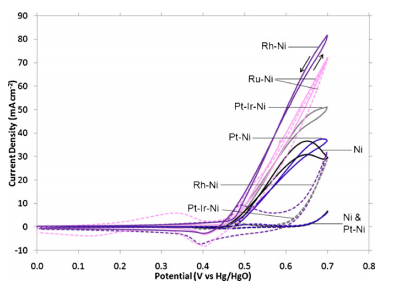 90
80
70
60
50
40
30
20
10
0
-10
Current Density (mA cm-2)
Rh-Ni
Ru-Ni
Pt-Ir-Ni
Pt-Ni
Ni
Rh-Ni
Pt-Ir-Ni
Ni &
Pt-Ni
0.0 0.1 0.2 0.3 0.4 0.5 0.6 0.7 0.8
Potential (V vs Hg/HgO)